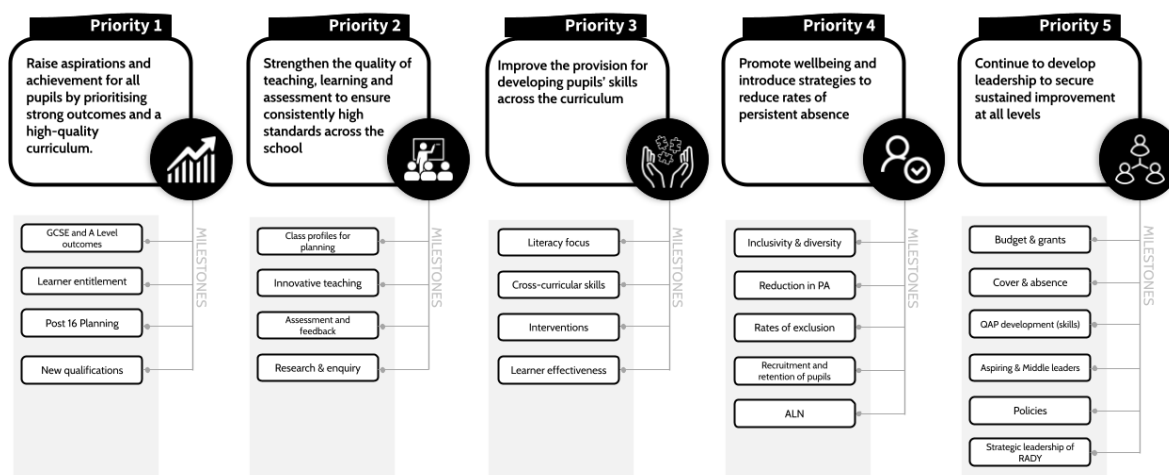 Priority 1
Raise aspirations and
achievement for all
pupils by prioritising
strong outcomes and a
high-quality
curriculum.
MILESTONES
GCSE and A Level
outcomes
Learner entitlement
Post 16 Planning
New qualifications
Priority 2
Strengthen the quality of
teaching, learning and
assessment to ensure
consistently high
standards across the
school
MILESTONES
Class profiles for
planning
Innovative teaching
Assessment and
feedback
Research & enquiry
Priority 3
Improve the provision for
developing pupils' skills
across the curriculum
MILESTONES
Literacy focus
Cross-curricular skills
Interventions
Learner effectiveness
Priority 4
Promote wellbeing and
introduce strategies to
reduce rates of
persistent absence
MILESTONES
Inclusivity & diversity
Reduction in PA
Rates of exclusion
Recruitment and
retention of pupils
ALN
Priority 5
Continue to develop
leadership to secure
sustained improvement
at all levels
MILESTONES
Budget & grants
Cover & absence
QAP development (skills)
Aspiring & Middle leaders
Policies
Strategic leadership of
RADY